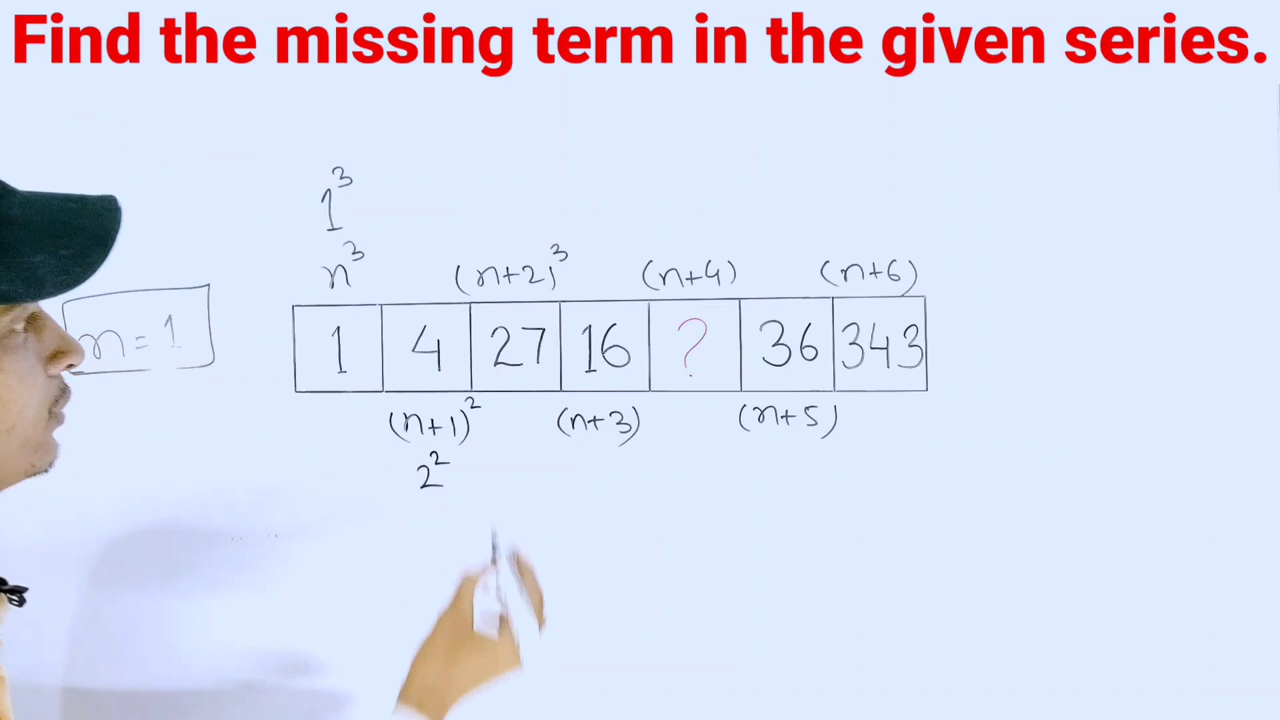 Find the missing term in the given series.
1³
n³ (n+2)³ (n+4) (n+6)
n=1
1 4 27 16 ? 36 343
(n+1)² (n+3) (n+5)
2²